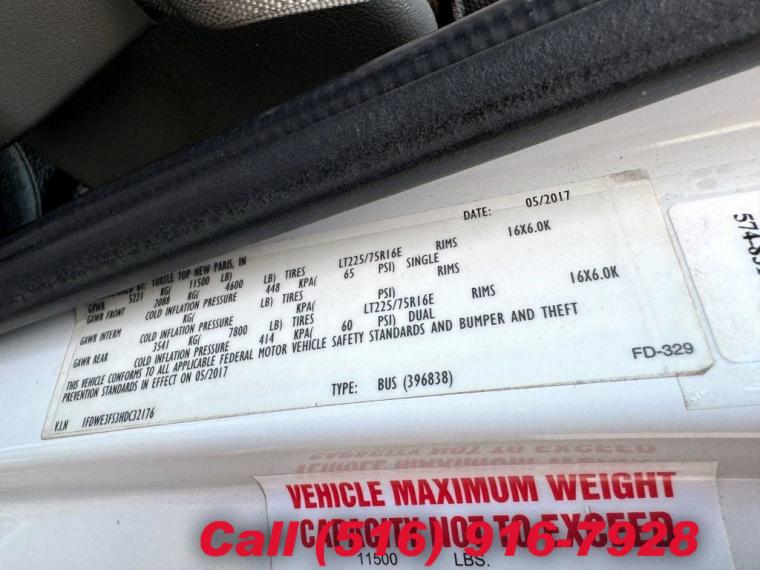 DATE: 05/2017
TURTLE TOP NEW PARIS, IN
GVWR 5221 KG( 11500 LB)
GAWR FRONT 2088 KG( 4600 LB) TIRES LT225/75R16E RIMS 16X6.0K
COLD INFLATION PRESSURE 448 KPA( 65 PSI) SINGLE
GAWR INTERM KG( LB) TIRES RIMS
COLD INFLATION PRESSURE KPA( PSI)
GAWR REAR 3541 KG( 7800 LB) TIRES LT225/75R16E RIMS 16X6.0K
COLD INFLATION PRESSURE 414 KPA( 60 PSI) DUAL
THIS VEHICLE CONFORMS TO ALL APPLICABLE FEDERAL MOTOR VEHICLE SAFETY STANDARDS AND BUMPER AND THEFT
PREVENTION STANDARDS IN EFFECT ON 05/2017
FD-329
V.I.N 1FDWE3FS3HDC32176 TYPE: BUS (396838)
VEHICLE MAXIMUM WEIGHT
CAPACITY NOT TO EXCEED
11500 LBS.
Call (516) 916-7928